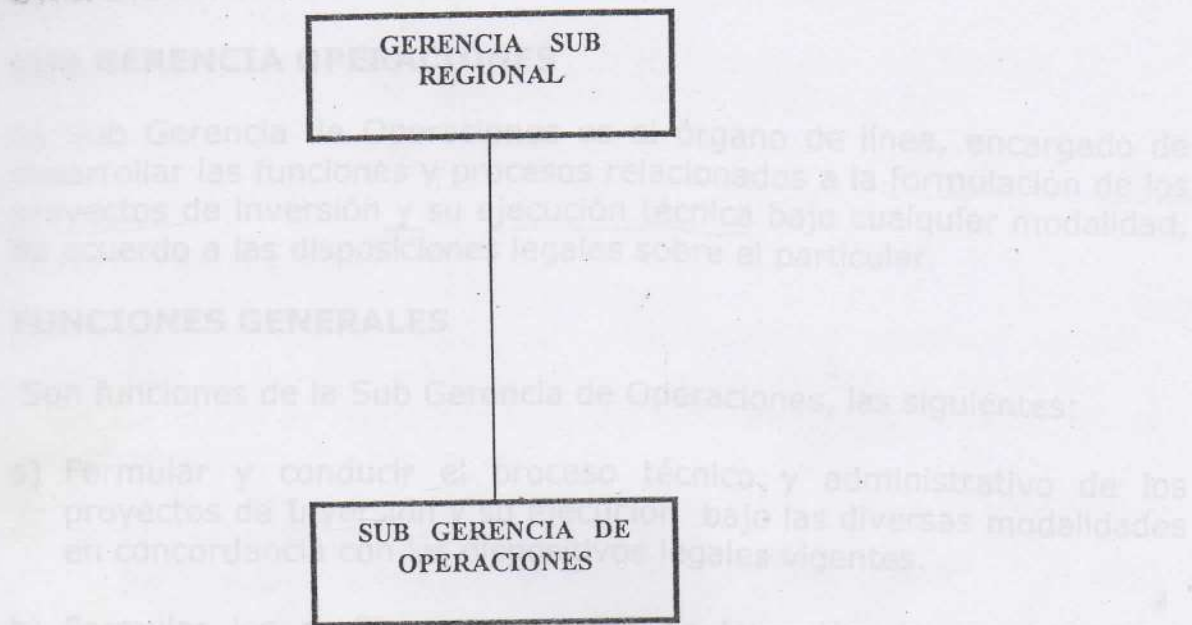 GERENCIA SUB
REGIONAL
SUB GERENCIA OPERACIONES
Sub Gerencia de Operaciones es el órgano de línea, encargado de
desarrollar las funciones y procesos relacionados a la formulación de los
proyectos de inversión y su ejecución técnica bajo cualquier modalidad,
de acuerdo a las disposiciones legales sobre el particular.
FUNCIONES GENERALES
Son funciones de la Sub Gerencia de Operaciones, las siguientes:
a) Formular y conducir el proceso técnico y administrativo de los
proyectos de Inversión y su ejecución bajo las diversas modalidades
en concordancia con los dispositivos legales vigentes.
SUB GERENCIA DE
OPERACIONES